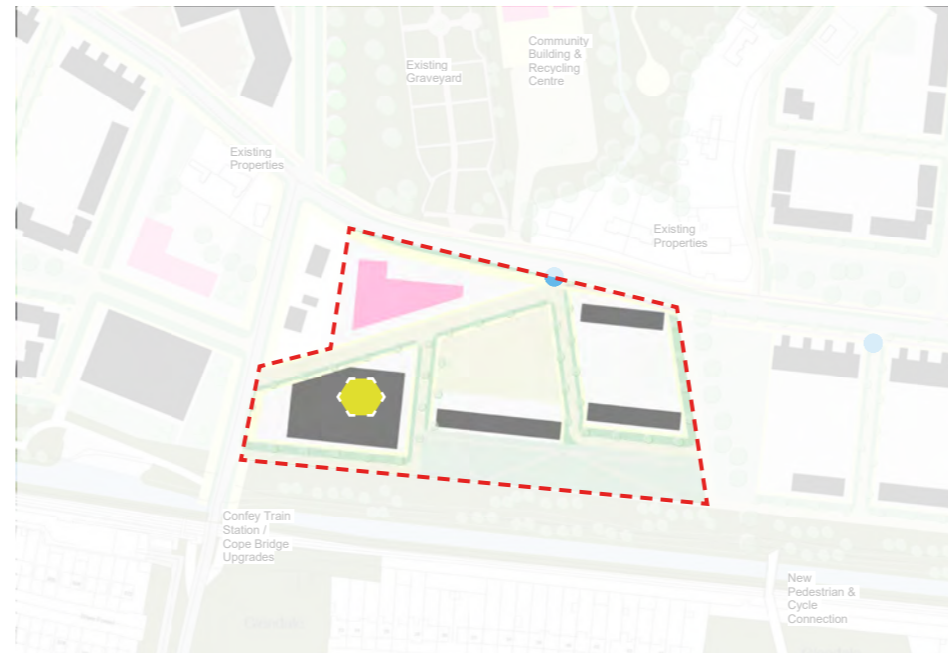 Community
Building &
Recycling
Centre
Existing
Graveyard
Existing
Properties
Existing
Properties
Confey Train
Station /
Cope Bridge
Upgrades
New
Pedestrian &
Cycle
Connection